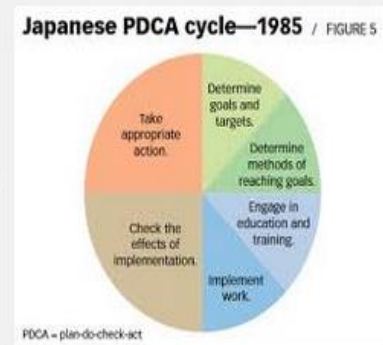 Japanese PDCA cycle—1985 / FIGURE 5
Determine
goals and
targets.
Determine
methods of
reaching goals.
Engage in
education and
training.
Implement
work.
Check the
effects of
implementation.
Take
appropriate
action.
PDCA = plan-do-check-act